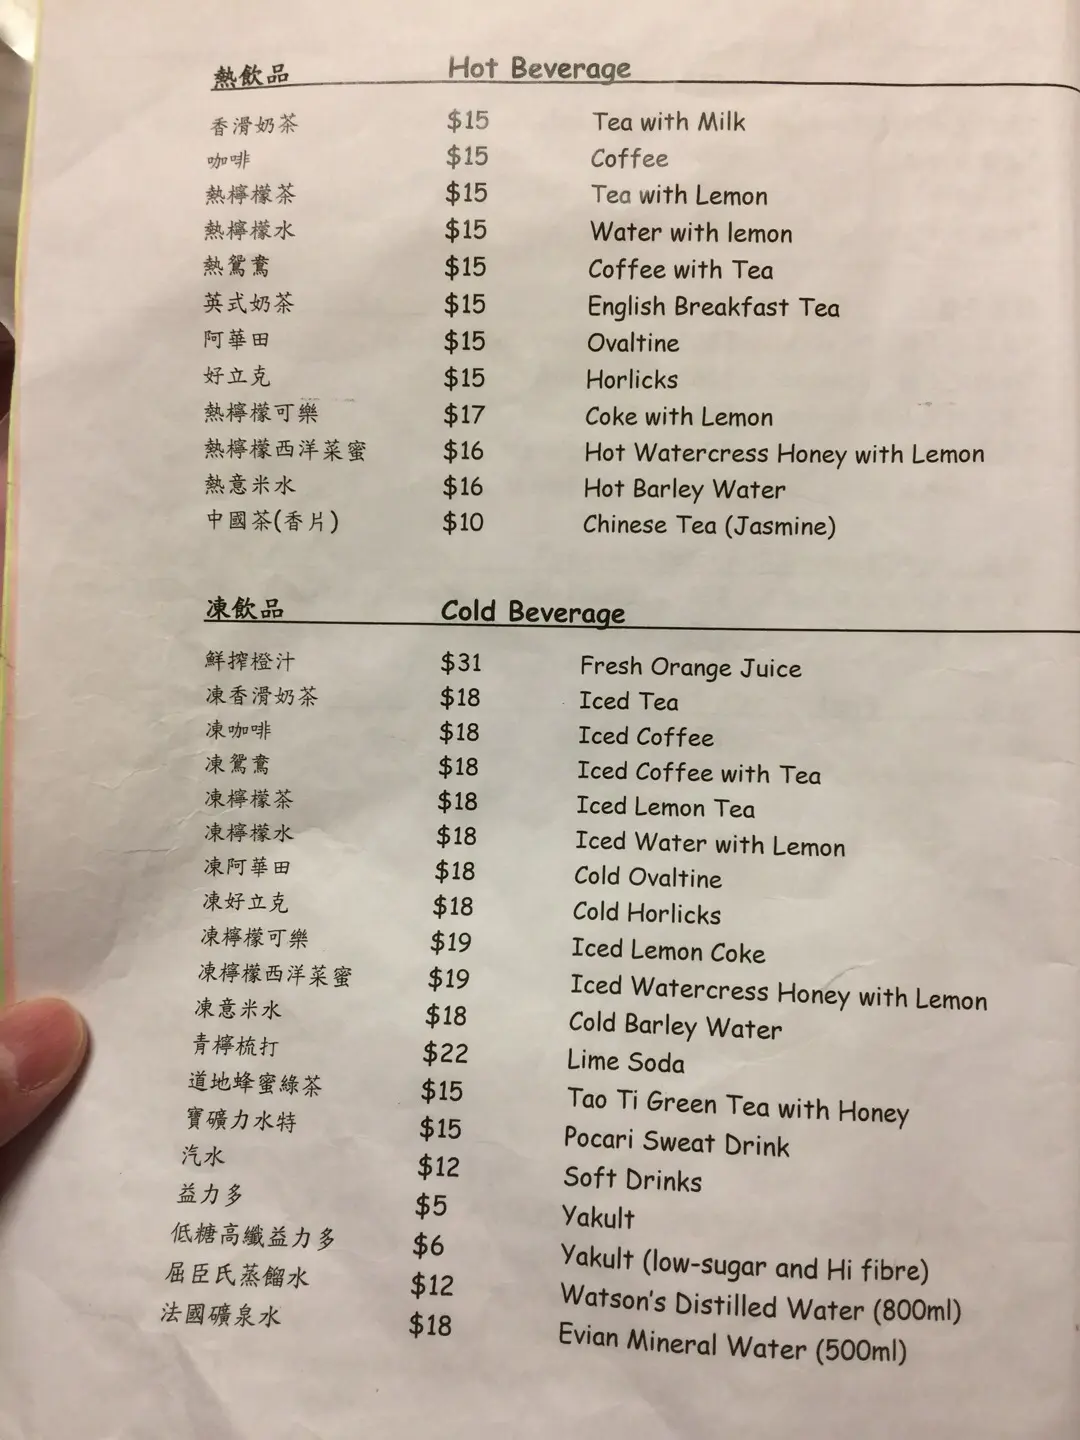 熱飲品 Hot Beverage
香滑奶茶 $15 Tea with Milk
咖啡 $15 Coffee
熱檸檬茶 $15 Tea with Lemon
熱檸檬水 $15 Water with lemon
熱鴛鴦 $15 Coffee with Tea
英式奶茶 $15 English Breakfast Tea
阿華田 $15 Ovaltine
好立克 $15 Horlicks
熱檸檬可樂 $17 Coke with Lemon
熱檸檬西洋菜蜜 $16 Hot Watercress Honey with Lemon
熱意米水 $16 Hot Barley Water
中國茶(香片) $10 Chinese Tea (Jasmine)
凍飲品 Cold Beverage
鮮搾橙汁 $31 Fresh Orange Juice
凍香滑奶茶 $18 Iced Tea
凍咖啡 $18 Iced Coffee
凍鴛鴦 $18 Iced Coffee with Tea
凍檸檬茶 $18 Iced Lemon Tea
凍檸檬水 $18 Iced Water with Lemon
凍阿華田 $18 Cold Ovaltine
凍好立克 $18 Cold Horlicks
凍檸檬可樂 $19 Iced Lemon Coke
凍檸檬西洋菜蜜 $19 Iced Watercress Honey with Lemon
凍意米水 $18 Cold Barley Water
青檸梳打 $22 Lime Soda
道地蜂蜜綠茶 $15 Tao Ti Green Tea with Honey
寶礦力水特 $15 Pocari Sweat Drink
汽水 $12 Soft Drinks
益力多 $5 Yakult
低糖高纖益力多 $6 Yakult (low-sugar and Hi fibre)
屈臣氏蒸餾水 $12 Watson's Distilled Water (800ml)
法國礦泉水 $18 Evian Mineral Water (500ml)